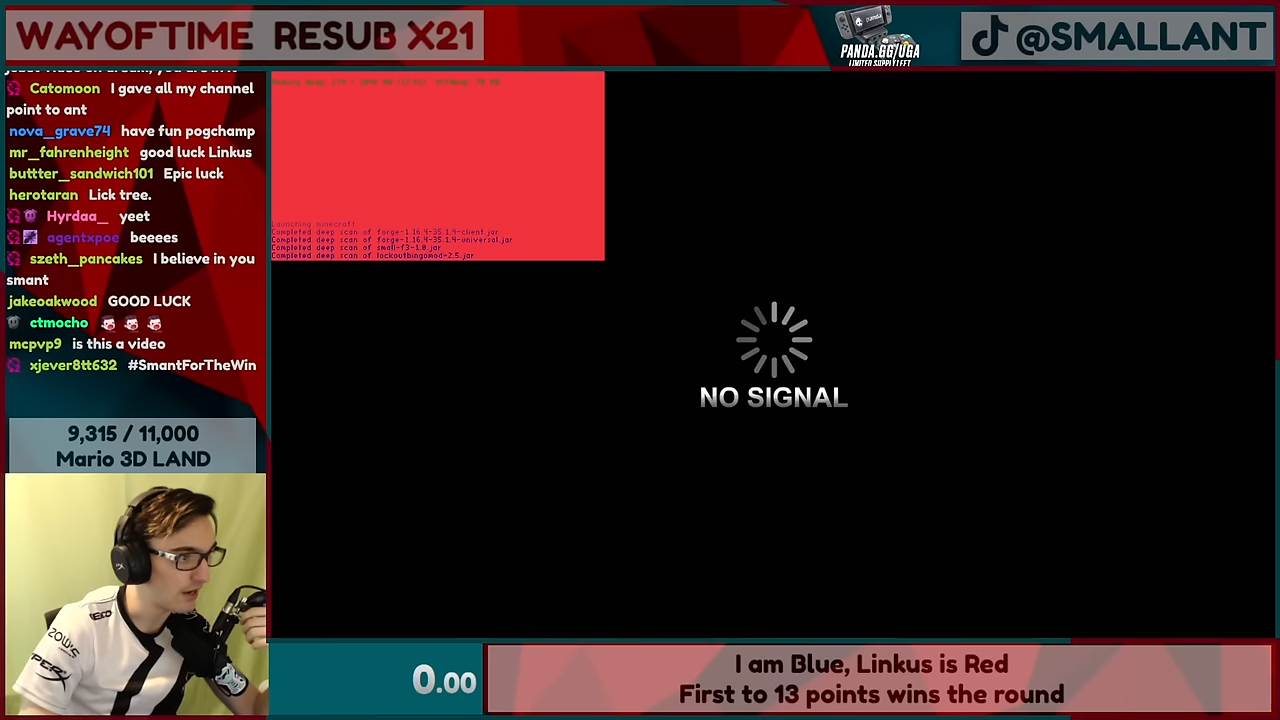 WAYOFTIME RESUB X21
PANDA.GG/UGA
LIMITED SUPPLY LEFT
@SMALLANT
Catomoon I gave all my channel
point to ant
nova_grave74 have fun pogchamp
mr_fahrenheight good luck Linkus
buttter_sandwich101 Epic luck
herotaran Lick tree.
Hyrdaa_ yeet
agentxpoe beeees
szeth_pancakes I believe in you
smant
jakeoakwood GOOD LUCK
ctmocho
mcpvp9 is this a video
xjever8tt632 #SmantForTheWin
Launching minecraft
Completed deep scan of forge-1.16.4-35.1.4-client.jar
Completed deep scan of forge-1.16.4-35.1.4-universal.jar
Completed deep scan of small-f3-1.0.jar
Completed deep scan of lockoutbingomod-2.5.jar
NO SIGNAL
9,315 / 11,000
Mario 3D LAND
0.00
I am Blue, Linkus is Red
First to 13 points wins the round